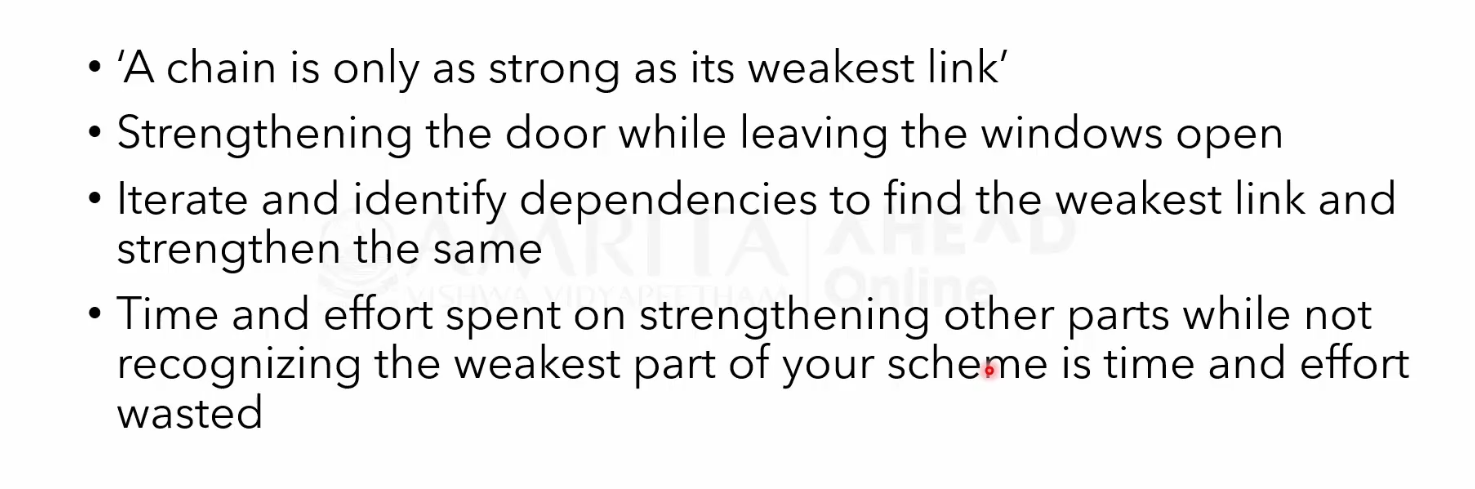 • ‘A chain is only as strong as its weakest link’
• Strengthening the door while leaving the windows open
• Iterate and identify dependencies to find the weakest link and
strengthen the same
AMRITA
VISHWA VIDYAPEETHAM
AHEAD
Online
• Time and effort spent on strengthening other parts while not
recognizing the weakest part of your scheme is time and effort
wasted